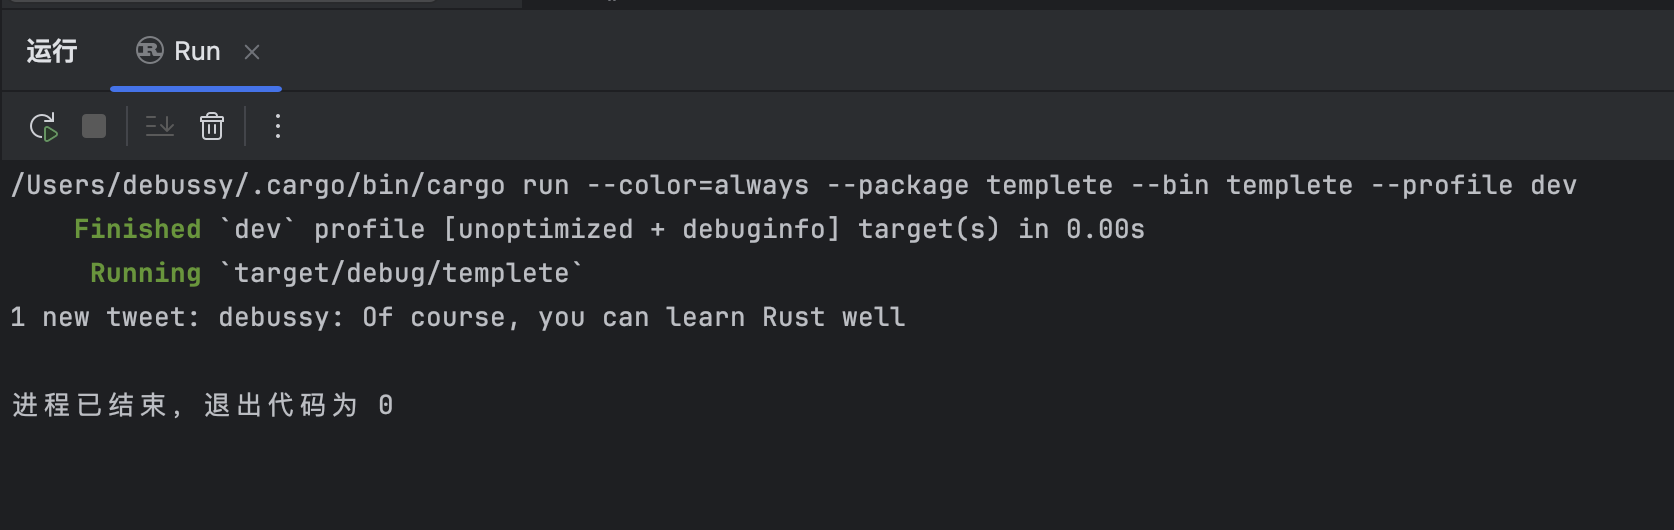 运行 Run
/Users/debussy/.cargo/bin/cargo run --color=always --package templete --bin templete --profile dev
Finished `dev` profile [unoptimized + debuginfo] target(s) in 0.00s
Running `target/debug/templete`
1 new tweet: debussy: Of course, you can learn Rust well
进程已结束，退出代码为 0